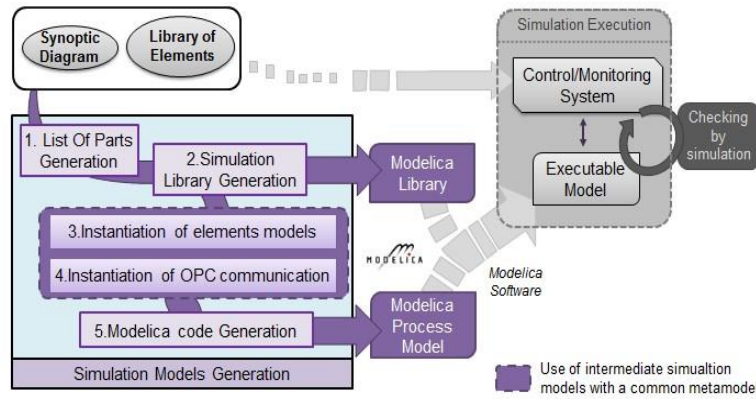 Synoptic
Diagram
Library of
Elements
Simulation Execution
Control/Monitoring
System
Checking
by
simulation
Executable
Model
1. List Of Parts
Generation
2.Simulation
Library Generation
Modelica
Library
3.Instantiation of elements models
4.Instantiation of OPC communication
MODELICA
Modelica
Software
5.Modelica code Generation
Modelica
Process
Model
Simulation Models Generation
Use of intermediate simualtion
models with a common metamode